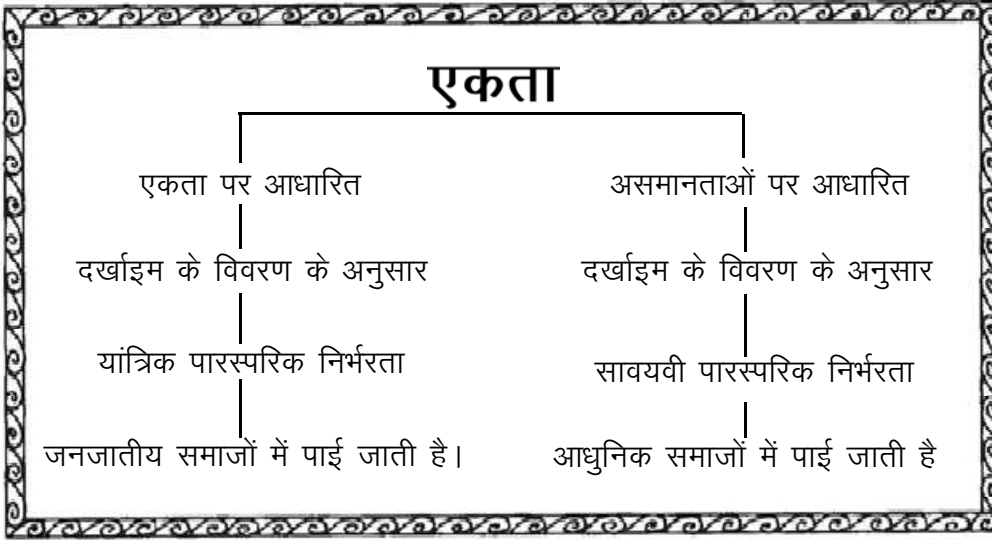 एकता
एकता पर आधारित
असमानताओं पर आधारित
दर्खाइम के विवरण के अनुसार
दर्खाइम के विवरण के अनुसार
यांत्रिक पारस्परिक निर्भरता
सावयवी पारस्परिक निर्भरता
जनजातीय समाजों में पाई जाती है।
आधुनिक समाजों में पाई जाती है